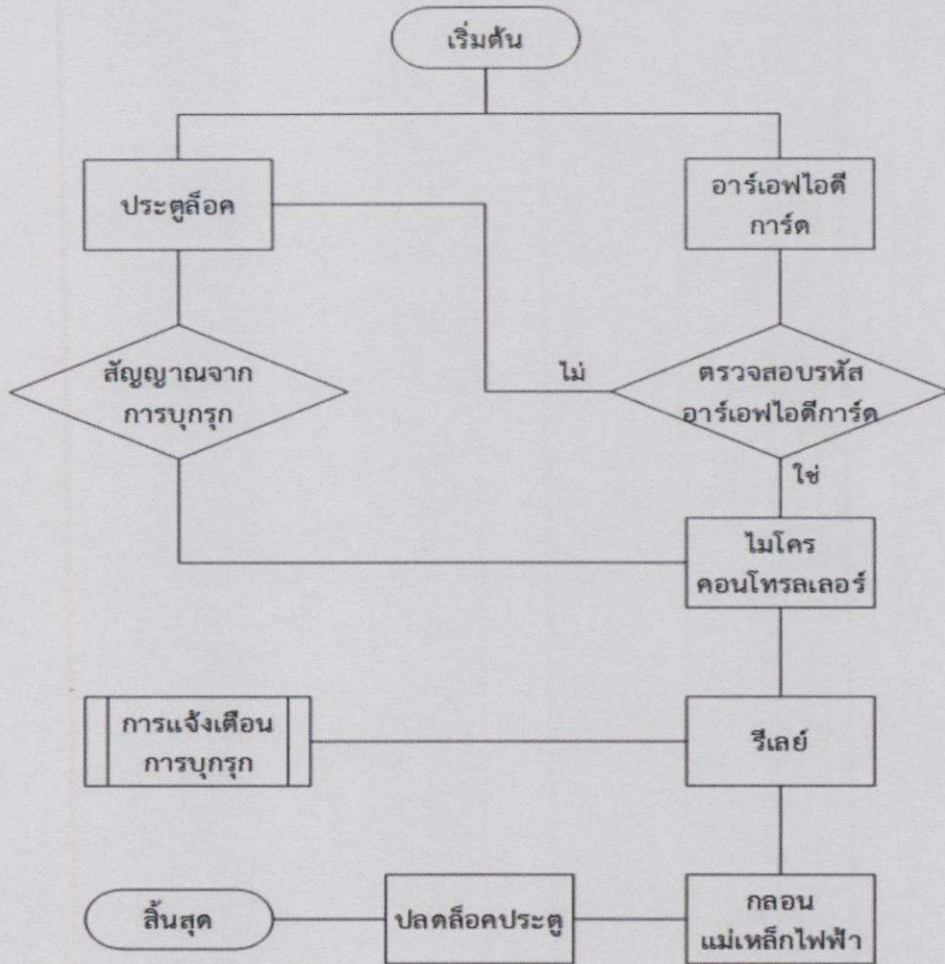 เริ่มต้น
ประตูล็อค
อาร์เอฟไอดี
การ์ด
สัญญาณจาก
การบุกรุก
ไม่
ตรวจสอบรหัส
อาร์เอฟไอดีการ์ด
ใช่
ไมโคร
คอนโทรลเลอร์
การแจ้งเตือน
การบุกรุก
รีเลย์
สิ้นสุด
ปลดล็อคประตู
กลอน
แม่เหล็กไฟฟ้า